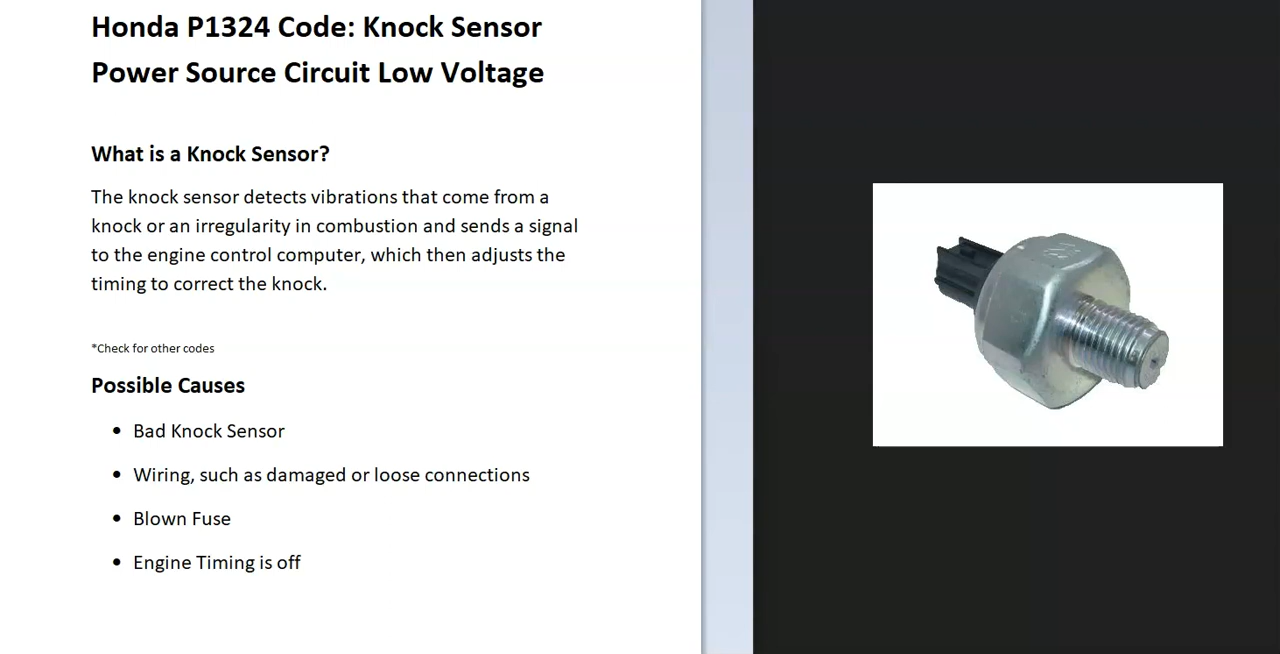 Honda P1324 Code: Knock Sensor
Power Source Circuit Low Voltage
What is a Knock Sensor?
The knock sensor detects vibrations that come from a
knock or an irregularity in combustion and sends a signal
to the engine control computer, which then adjusts the
timing to correct the knock.
*Check for other codes
Possible Causes
• Bad Knock Sensor
• Wiring, such as damaged or loose connections
• Blown Fuse
• Engine Timing is off